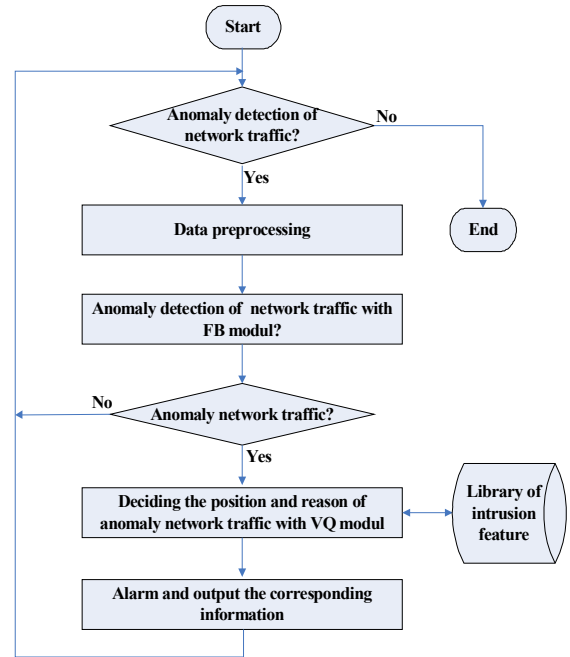 Start
Anomaly detection of
network traffic?
No
Yes
End
Data preprocessing
Anomaly detection of network traffic with
FB modul?
No
Anomaly network traffic?
Yes
Deciding the position and reason of
anomaly network traffic with VQ modul
Library of
intrusion
feature
Alarm and output the corresponding
information